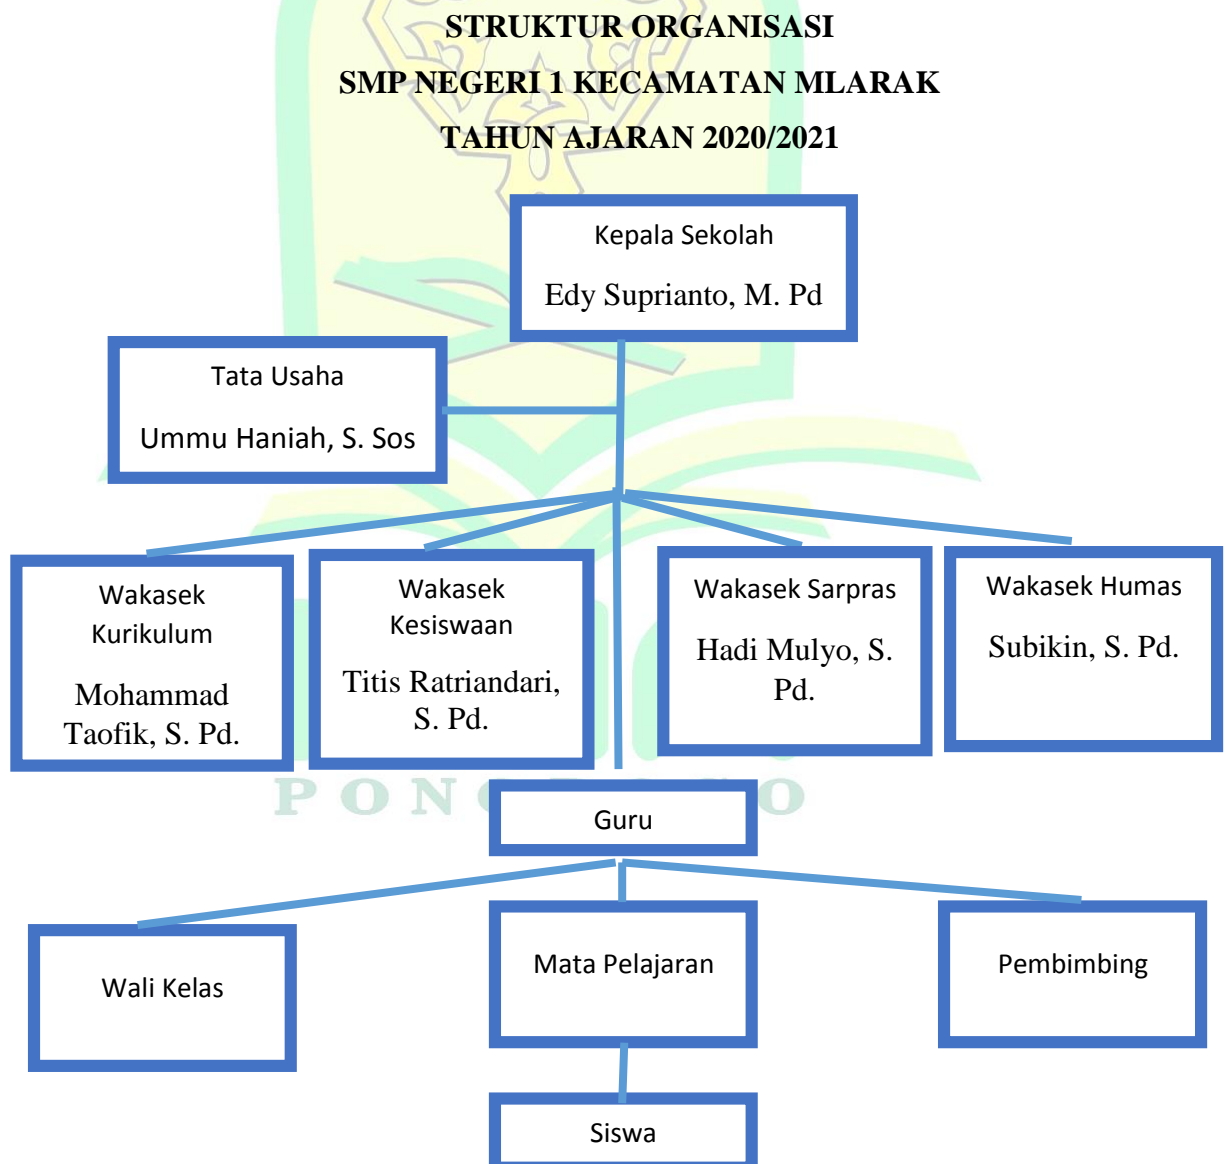 STRUKTUR ORGANISASI
SMP NEGERI 1 KECAMATAN MLARAK
TAHUN AJARAN 2020/2021
Kepala Sekolah
Edy Suprianto, M. Pd
Tata Usaha
Ummu Haniah, S. Sos
Wakasek
Kurikulum
Mohammad
Taofik, S. Pd.
Wakasek
Kesiswaan
Titis Ratriandari,
S. Pd.
Wakasek Sarpras
Hadi Mulyo, S.
Pd.
Wakasek Humas
Subikin, S. Pd.
Guru
Wali Kelas
Mata Pelajaran
Pembimbing
Siswa